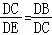 DC/DE = DB/DC